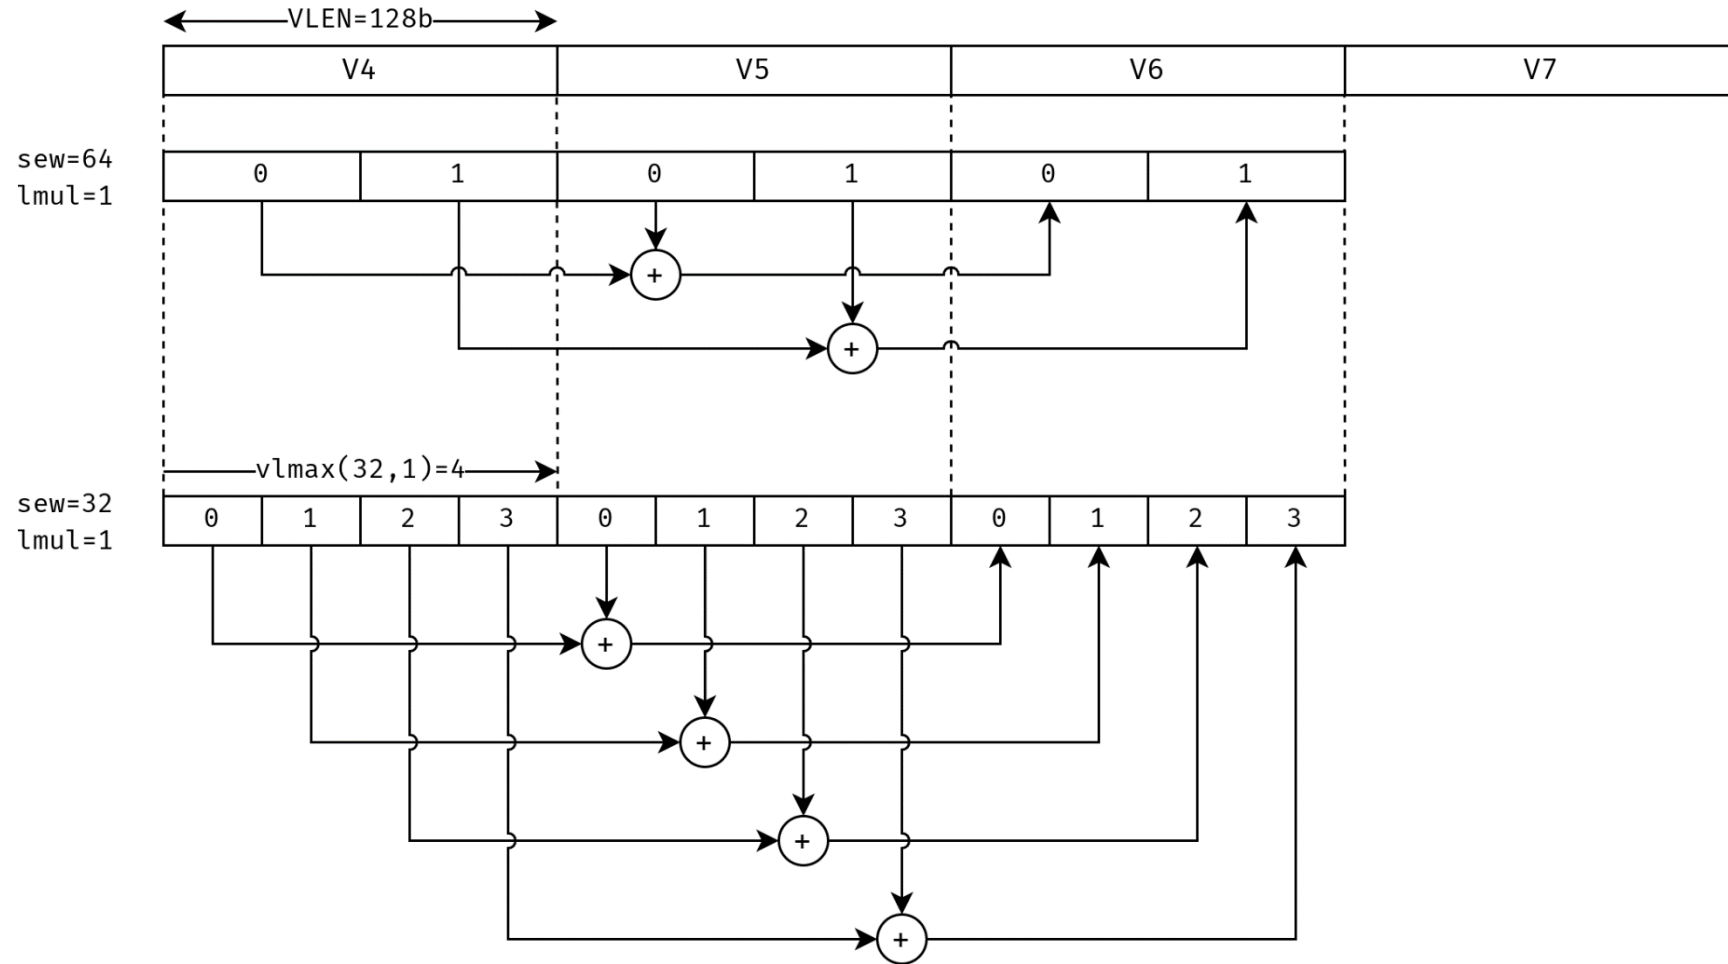 VLEN=128b
V4 V5 V6 V7
sew=64
lmul=1
0 1 0 1 0 1
+
+
vlmax(32,1)=4
sew=32
lmul=1
0 1 2 3 0 1 2 3 0 1 2 3
+
+
+
+